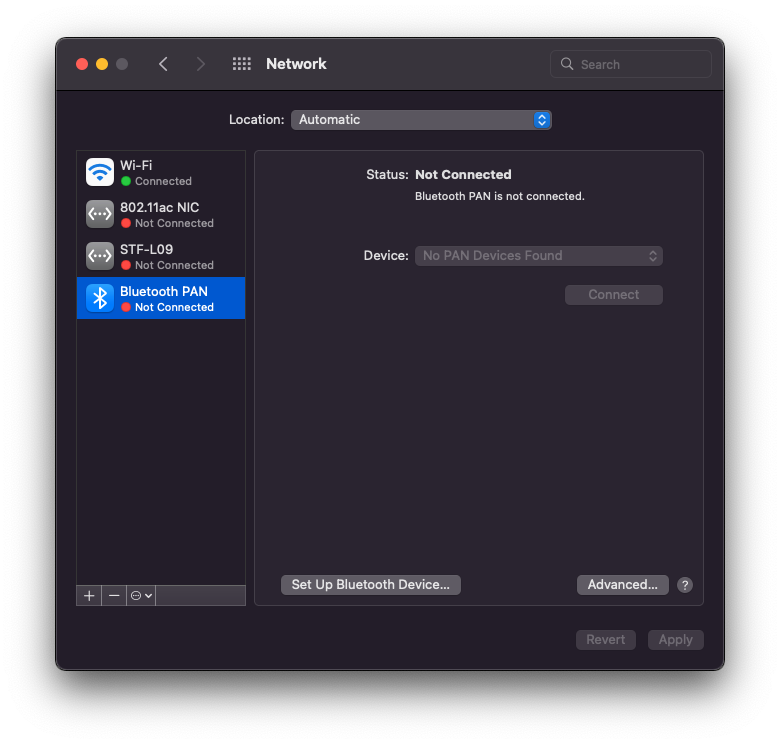 Network
Search
Location: Automatic
Wi-Fi
Connected
802.11ac NIC
Not Connected
STF-L09
Not Connected
Bluetooth PAN
Not Connected
Status: Not Connected
Bluetooth PAN is not connected.
Device: No PAN Devices Found
Connect
Set Up Bluetooth Device... Advanced... ?
Revert Apply